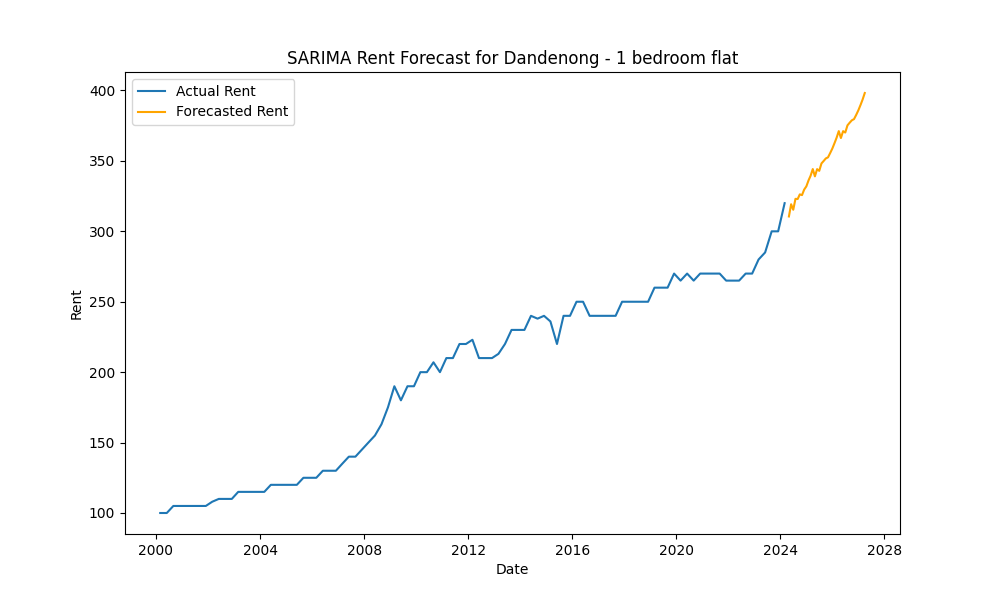 SARIMA Rent Forecast for Dandenong - 1 bedroom flat
Actual Rent
Forecasted Rent
400
350
300
250
200
150
100
Rent
2000 2004 2008 2012 2016 2020 2024 2028
Date